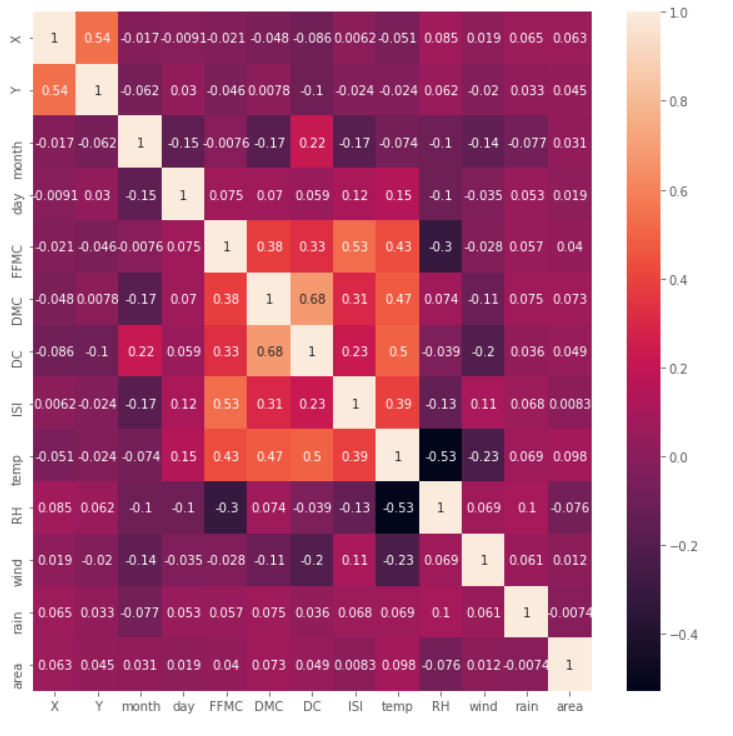 X 1 0.54 -0.017 -0.0091 -0.021 -0.048 -0.086 0.0062 -0.051 0.085 0.019 0.065 0.063
Y 0.54 1 -0.062 0.03 -0.046 0.0078 -0.1 -0.024 -0.024 0.062 -0.02 0.033 0.045
month -0.017 -0.062 1 -0.15 -0.0076 -0.17 0.22 -0.17 -0.074 -0.1 -0.14 -0.077 0.031
day -0.0091 0.03 -0.15 1 0.075 0.07 0.059 0.12 0.15 -0.1 -0.035 0.053 0.019
FFMC -0.021 -0.046 -0.0076 0.075 1 0.38 0.33 0.53 0.43 -0.3 -0.028 0.057 0.04
DMC -0.048 0.0078 -0.17 0.07 0.38 1 0.68 0.31 0.47 0.074 -0.11 0.075 0.073
DC -0.086 -0.1 0.22 0.059 0.33 0.68 1 0.23 0.5 -0.039 -0.2 0.036 0.049
ISI 0.0062 -0.024 -0.17 0.12 0.53 0.31 0.23 1 0.39 -0.13 0.11 0.068 0.0083
temp -0.051 -0.024 -0.074 0.15 0.43 0.47 0.5 0.39 1 -0.53 -0.23 0.069 0.098
RH 0.085 0.062 -0.1 -0.1 -0.3 0.074 -0.039 -0.13 -0.53 1 0.069 0.1 -0.076
wind 0.019 -0.02 -0.14 -0.035 -0.028 -0.11 -0.2 0.11 -0.23 0.069 1 0.061 0.012
rain 0.065 0.033 -0.077 0.053 0.057 0.075 0.036 0.068 0.069 0.1 0.061 1 -0.0074
area 0.063 0.045 0.031 0.019 0.04 0.073 0.049 0.0083 0.098 -0.076 0.012 -0.0074 1
X Y month day FFMC DMC DC ISI temp RH wind rain area
1.0
0.8
0.6
0.4
0.2
0.0
−0.2
−0.4